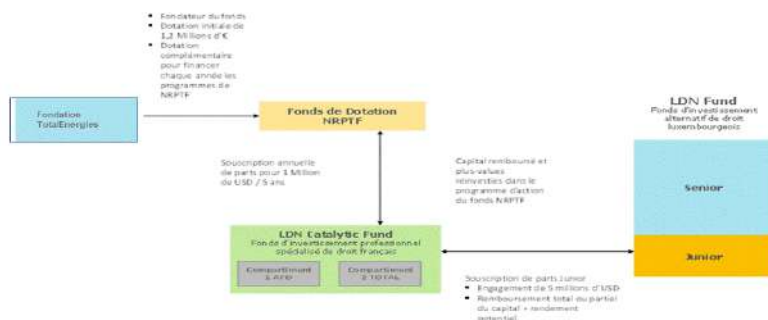 Fondateur du fonds
Dotation initiale de
1,2 Millions d'€
Dotation
complémentaire
pour financer
chaque année les
programmes de
NRPTF
Fondation
TotalEnergies
Fonds de Dotation
NRPTF
LDN Fund
Fonds d'investissement
alternatif de droit
luxembourgeois
Souscription annuelle
de parts pour 1 Million
de USD / 5 ans
Capital remboursé et
plus-values
réinvesties dans le
programme d'action
du fonds NRPTF
Senior
Junior
LDN Catalytic Fund
Fonds d'investissement professionnel
spécialisé de droit français
Compartiment
1 AFD
Compartiment
2 TOTAL
Souscription de parts Junior
Engagement de 5 millions d'USD
Remboursement total ou partiel
du capital + rendement
potentiel